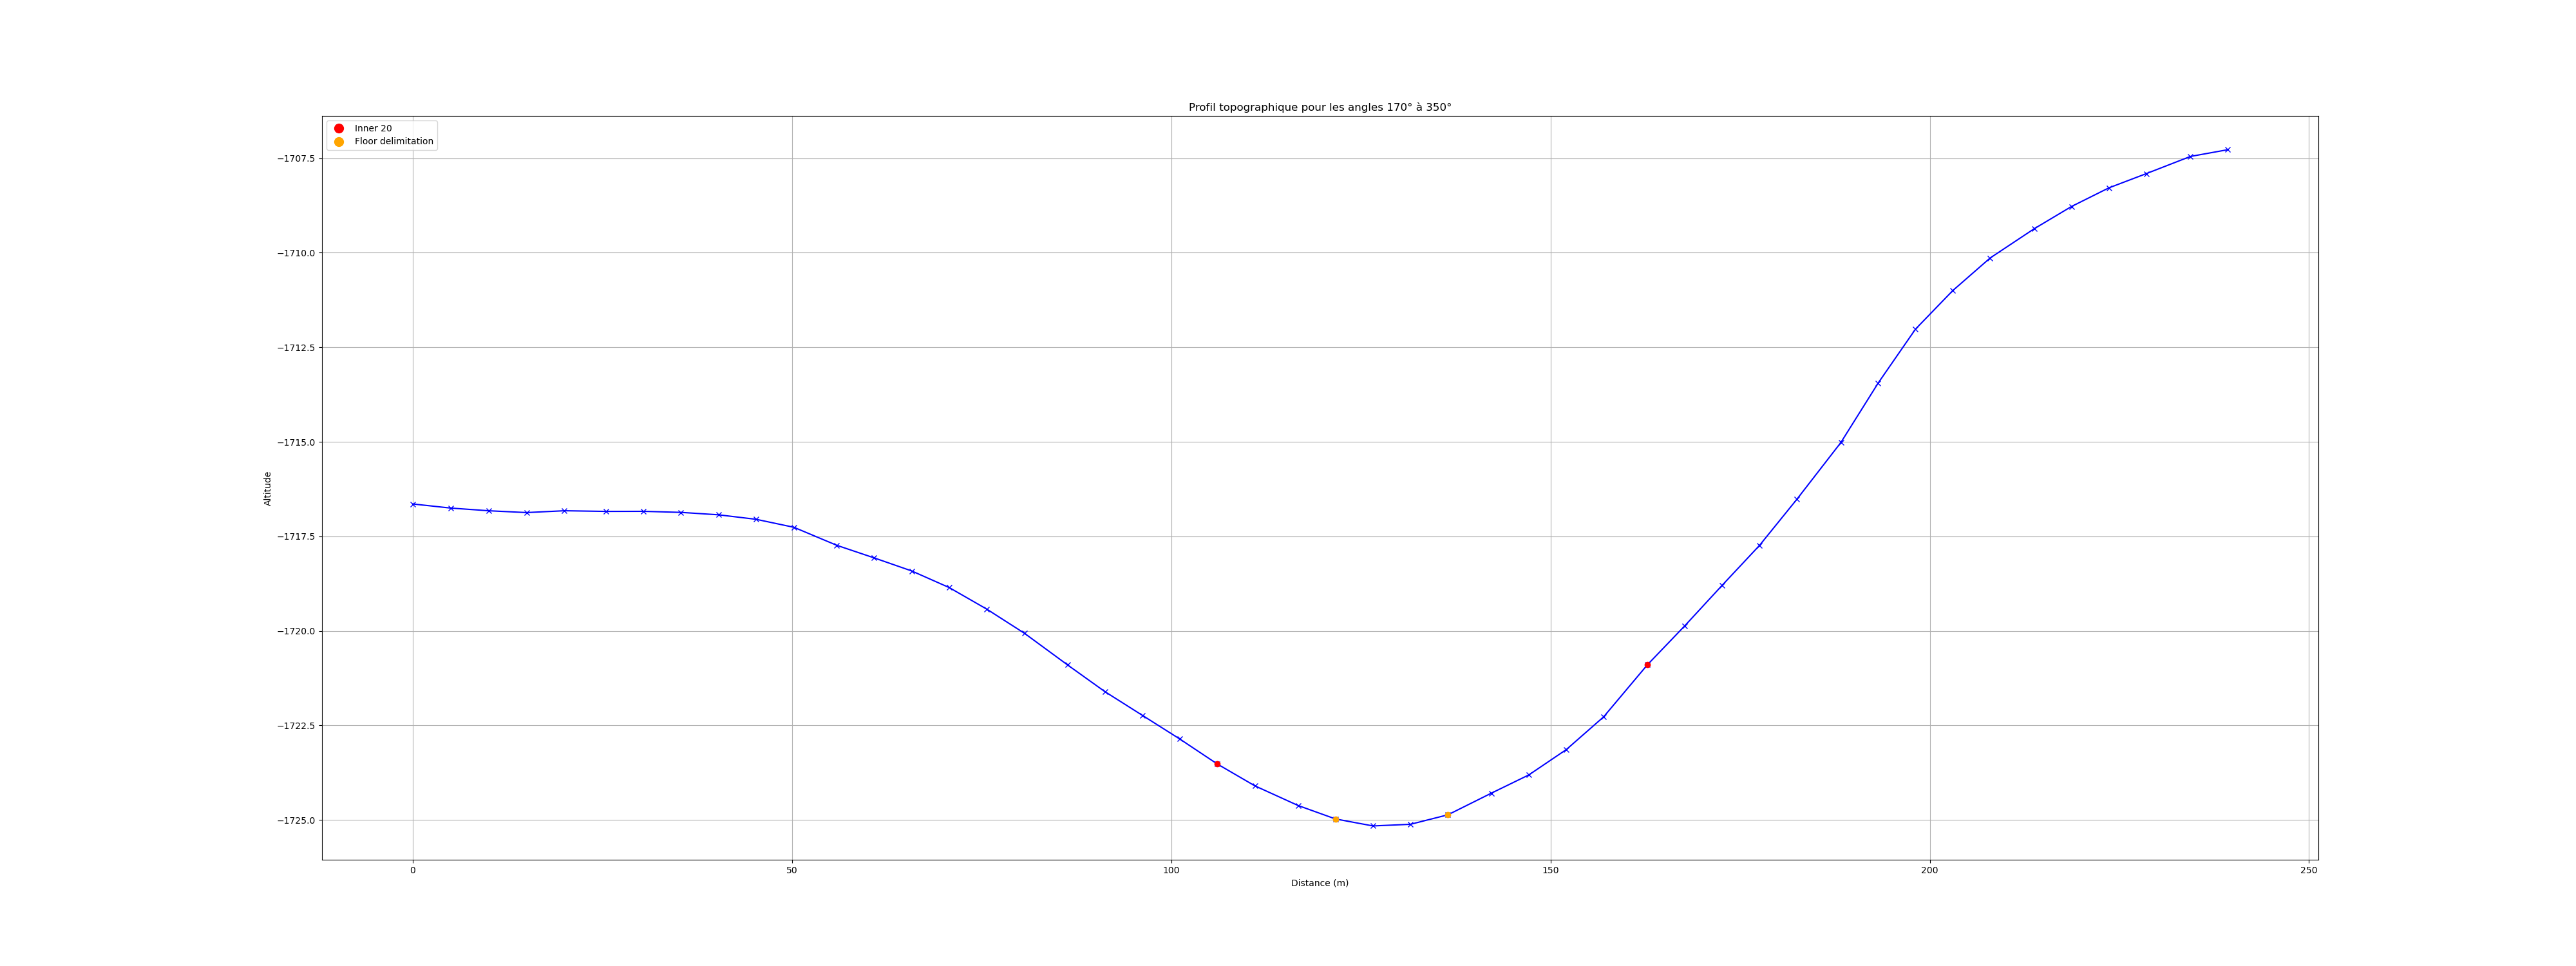 Profil topographique pour les angles 170° à 350°
Inner 20
Floor delimitation
−1707.5
−1710.0
−1712.5
−1715.0
−1717.5
−1720.0
−1722.5
−1725.0
Altitude
0 50 100 150 200 250
Distance (m)